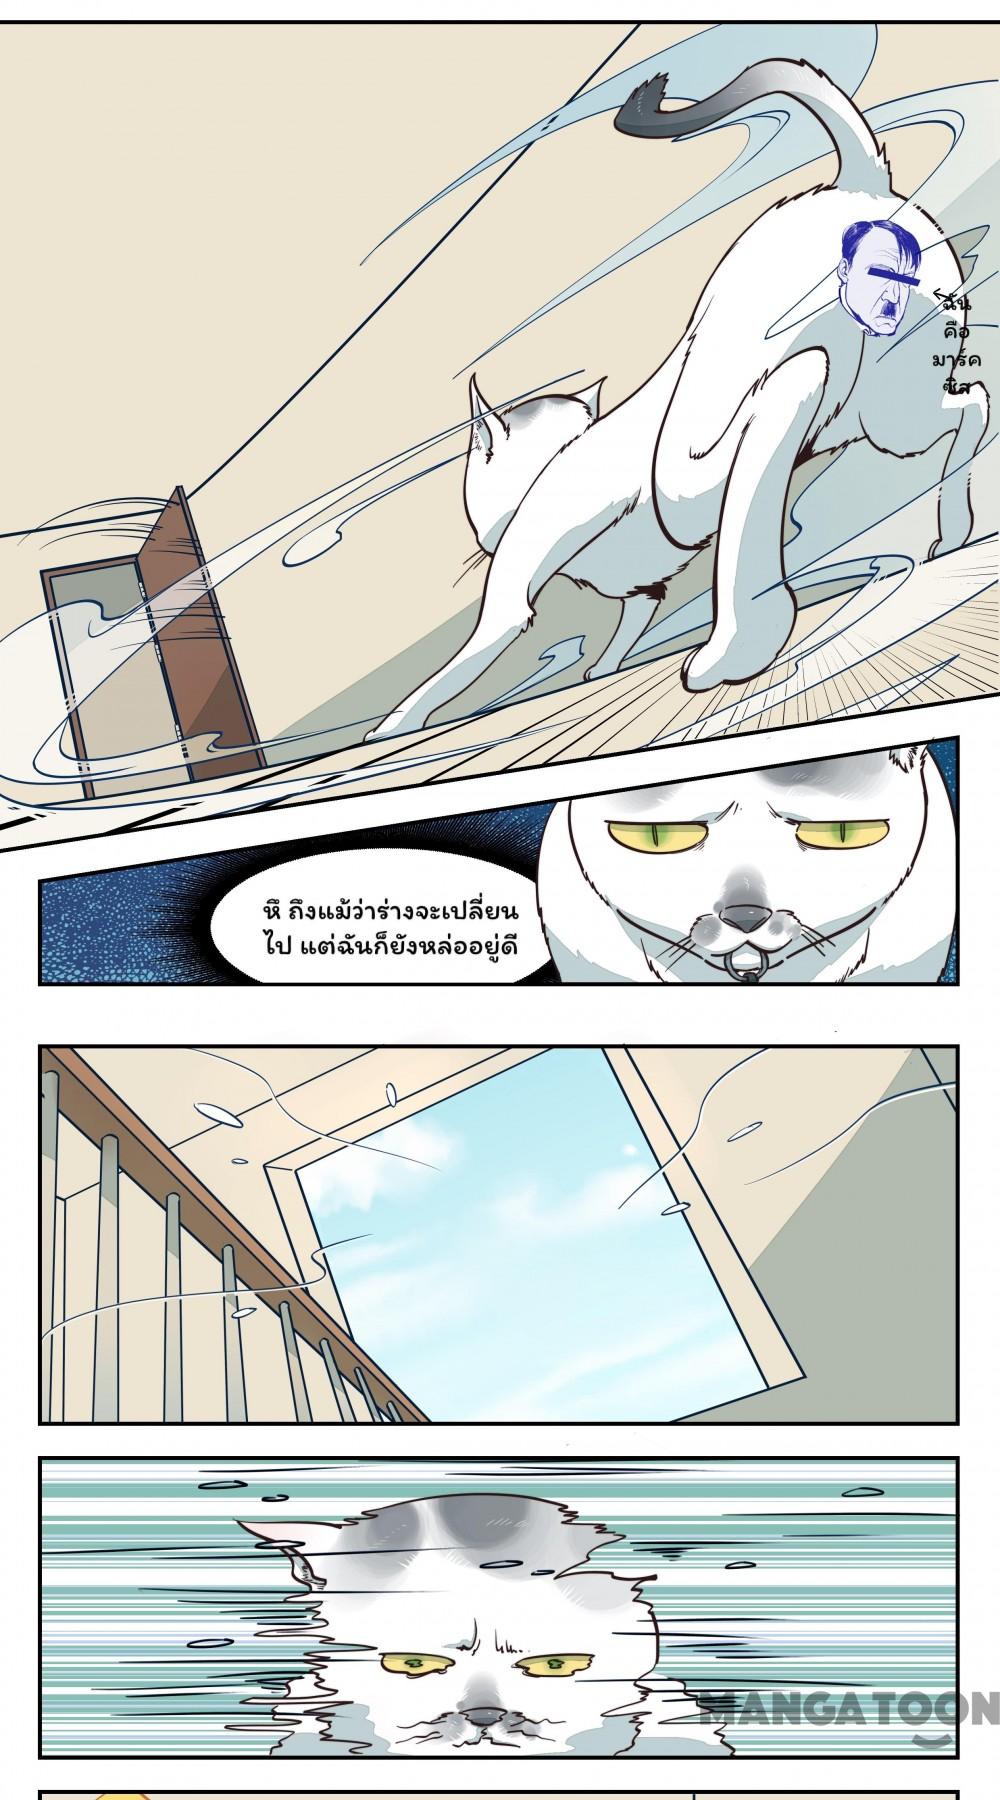 ฉัน
คือ
มาร์ค
ซิส
หึ ถึงแม้ว่าร่างจะเปลี่ยน
ไป แต่ฉันก็ยังหล่ออยู่ดี
MANGATOON